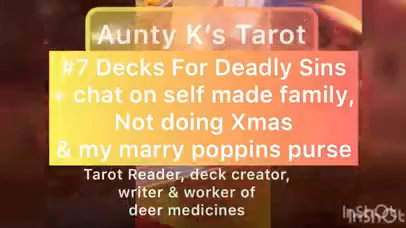 Aunty K's Tarot
#7 Decks For Deadly Sins
+ chat on self made family,
Not doing Xmas
& my marry poppins purse
Tarot Reader, deck creator,
writer & worker of
deer medicines
InShOt
InShOt